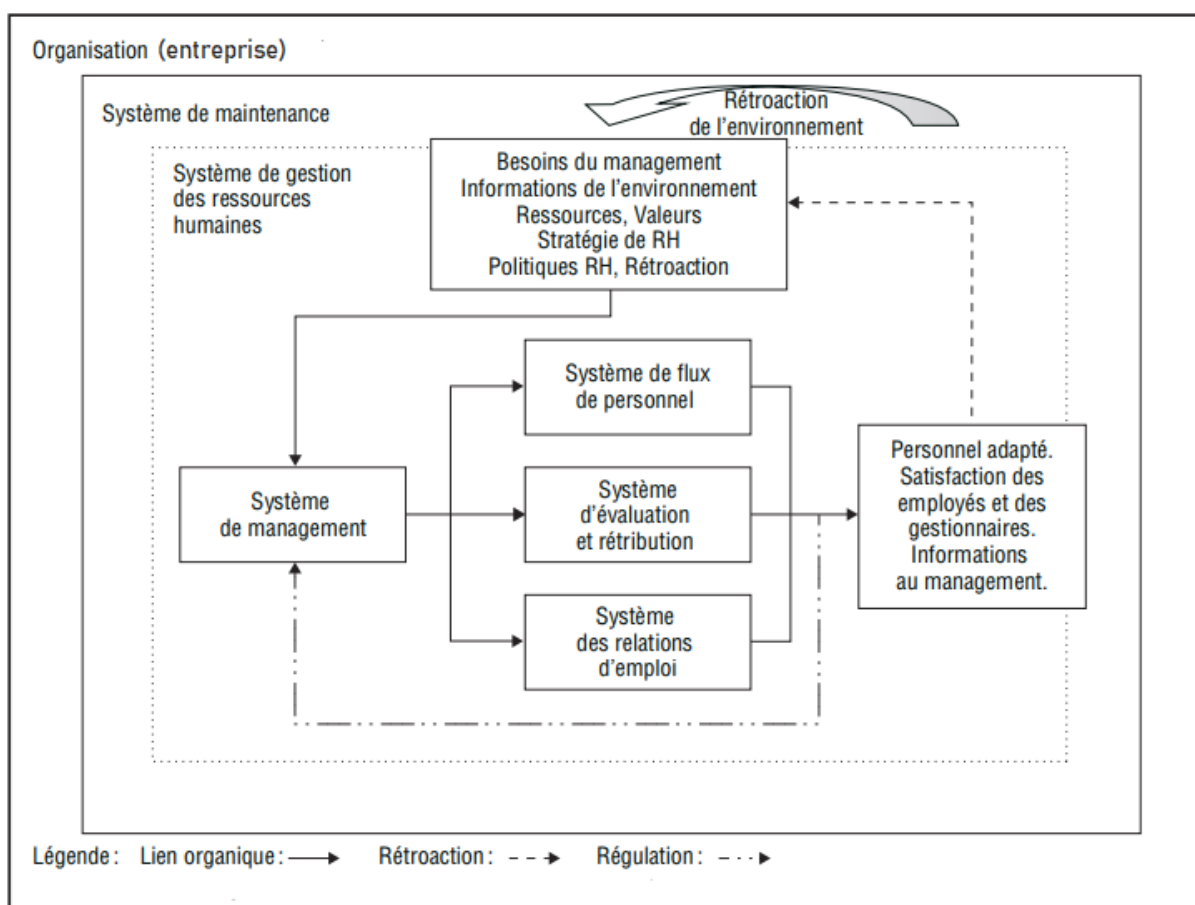 Organisation (entreprise)
Système de maintenance
Rétroaction
de l'environnement
Système de gestion
des ressources
humaines
Besoins du management
Informations de l'environnement
Ressources, Valeurs
Stratégie de RH
Politiques RH, Rétroaction
Système de flux
de personnel
Système
de management
Système
d'évaluation
et rétribution
Système
des relations
d'emploi
Personnel adapté.
Satisfaction des
employés et des
gestionnaires.
Informations
au management.
Légende : Lien organique : Rétroaction : Régulation :